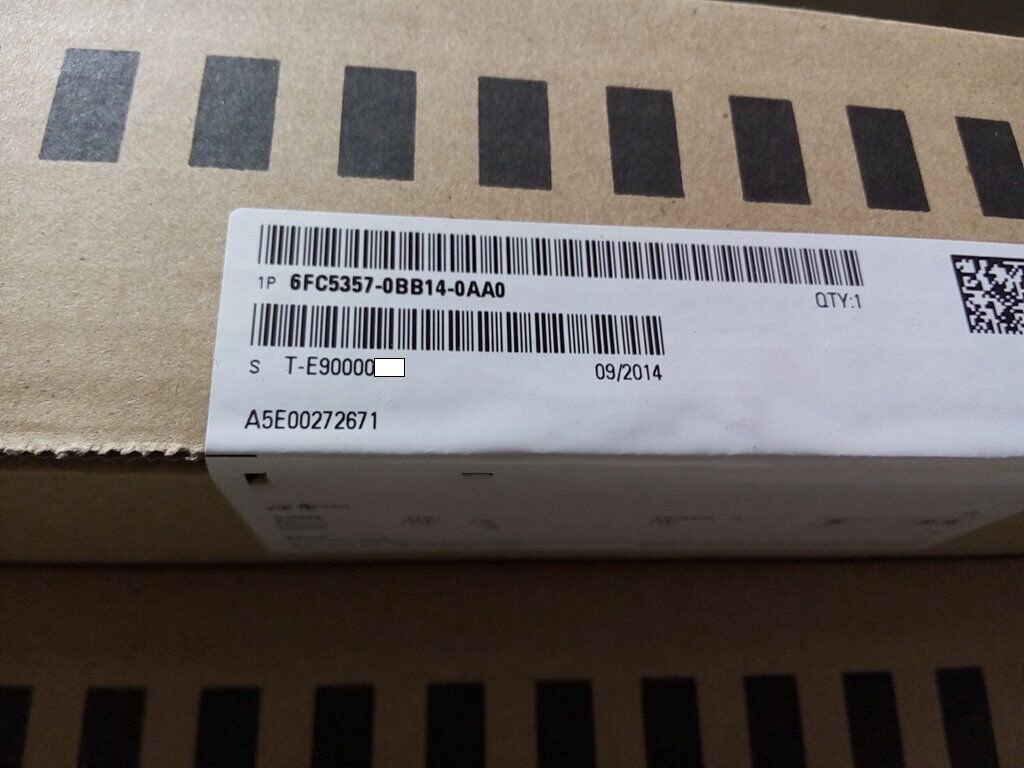 1P 6FC5357-0BB14-0AA0
QTY:1
S T-E90000
09/2014
A5E00272671